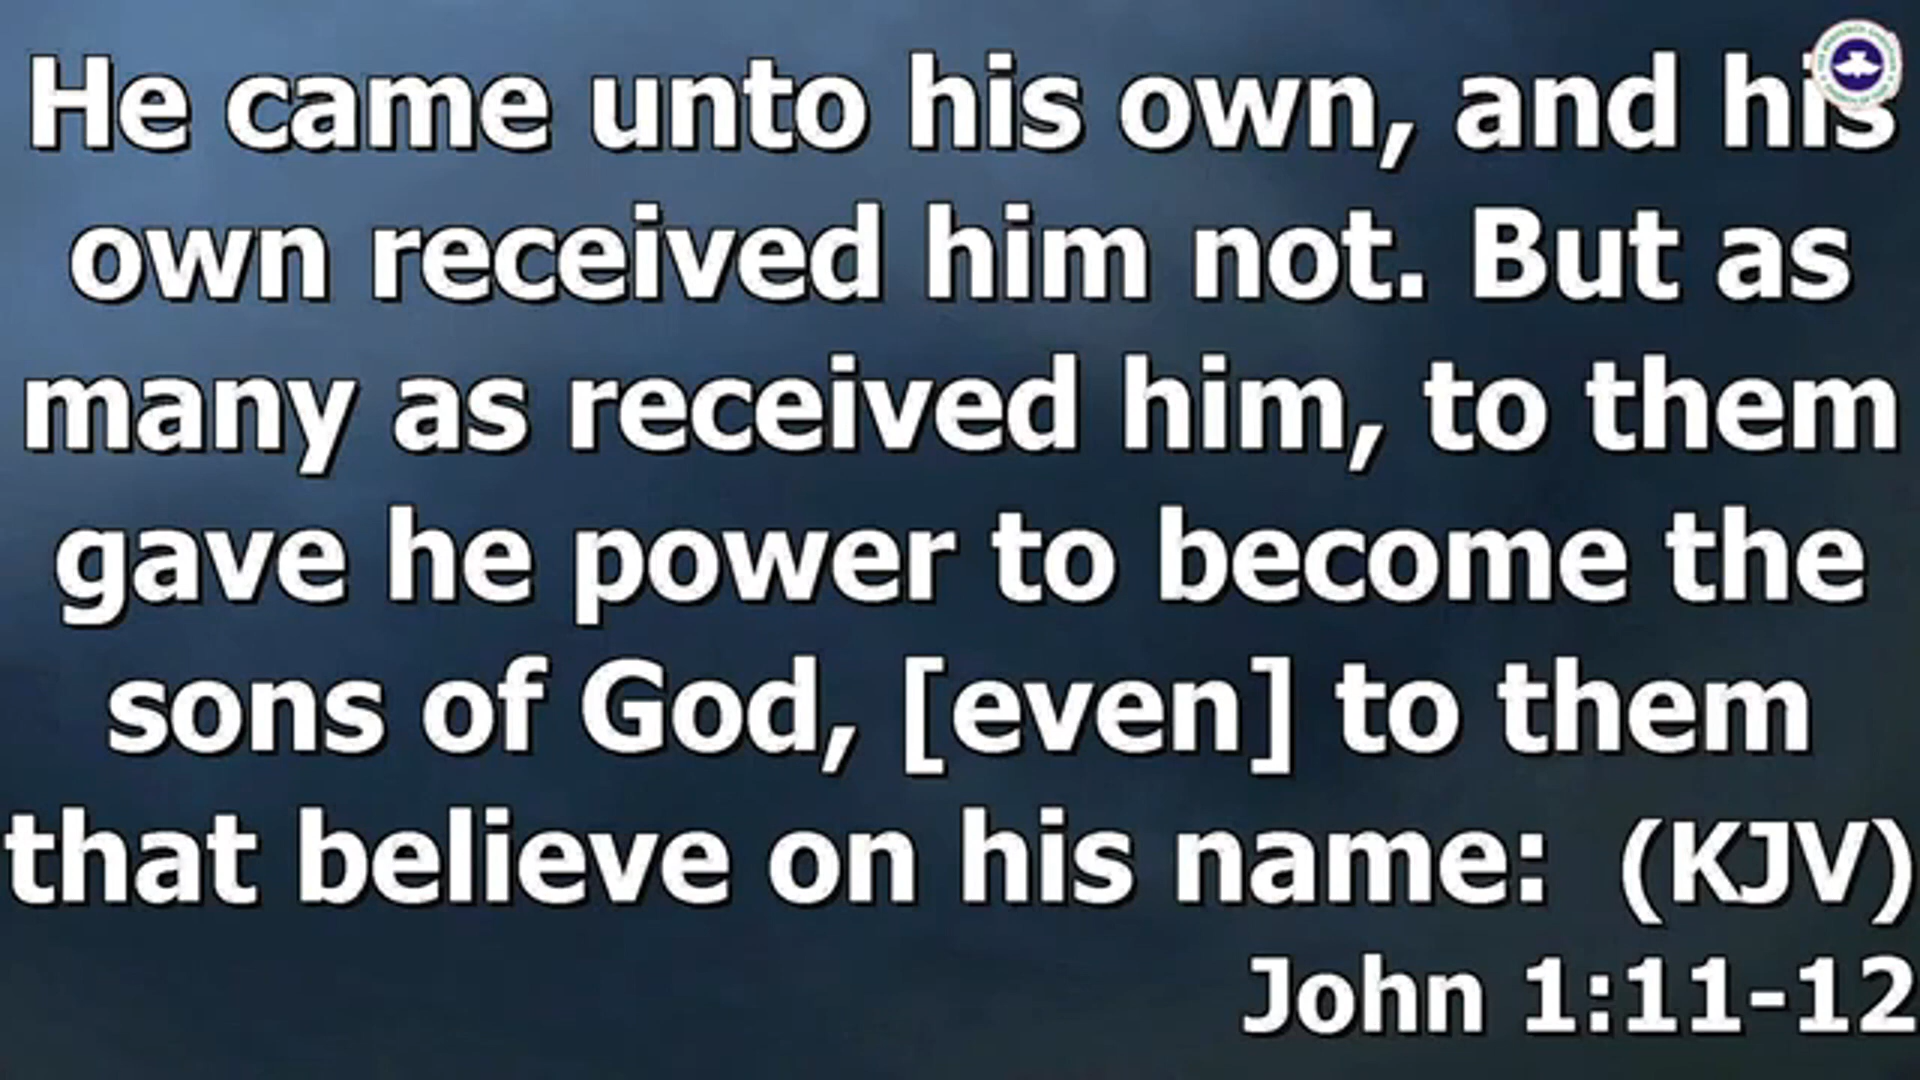 He came unto his own, and his
own received him not. But as
many as received him, to them
gave he power to become the
sons of God, [even] to them
that believe on his name: (KJV)
John 1:11-12